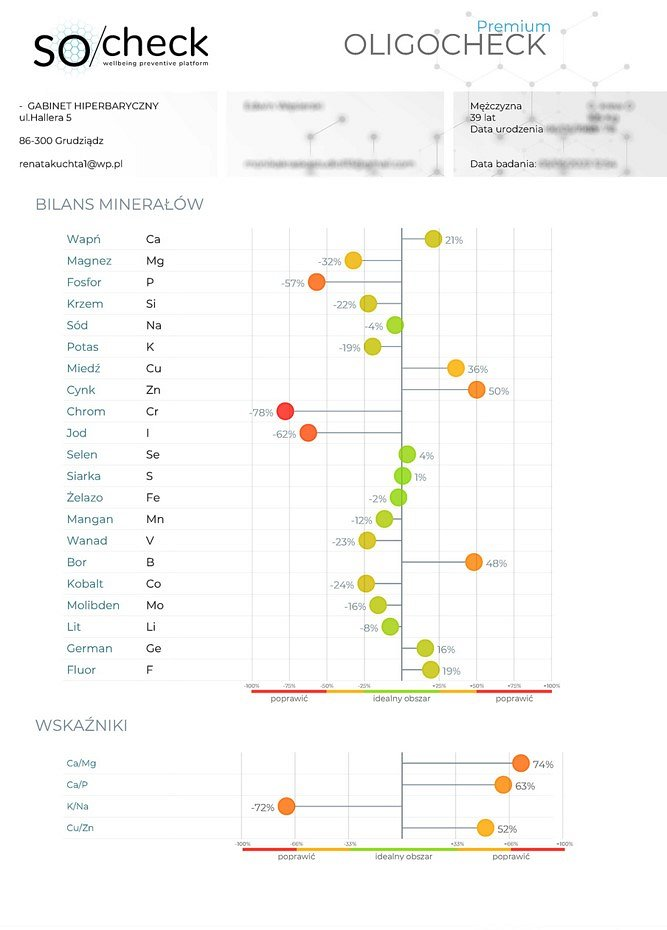 so/check
wellbeing preventive platform
Premium
OLIGOCHECK
- GABINET HIPERBARYCZNY
ul.Hallera 5
86-300 Grudziądz
renatakuchta1@wp.pl
Mężczyzna
39 lat
Data urodzenia
Data badania:
BILANS MINERAŁÓW
Wapń Ca 21%
Magnez Mg -32%
Fosfor P -57%
Krzem Si -22%
Sód Na -4%
Potas K -19%
Miedź Cu 36%
Cynk Zn 50%
Chrom Cr -78%
Jod I -62%
Selen Se 4%
Siarka S 1%
Żelazo Fe -2%
Mangan Mn -12%
Wanad V -23%
Bor B 48%
Kobalt Co -24%
Molibden Mo -16%
Lit Li -8%
German Ge 16%
Fluor F 19%
-100% -75% -50% -25% +25% +50% +75% +100%
poprawić idealny obszar poprawić
WSKAŹNIKI
Ca/Mg 74%
Ca/P 63%
K/Na -72%
Cu/Zn 52%
-100% -66% -33% +33% +66% +100%
poprawić idealny obszar poprawić